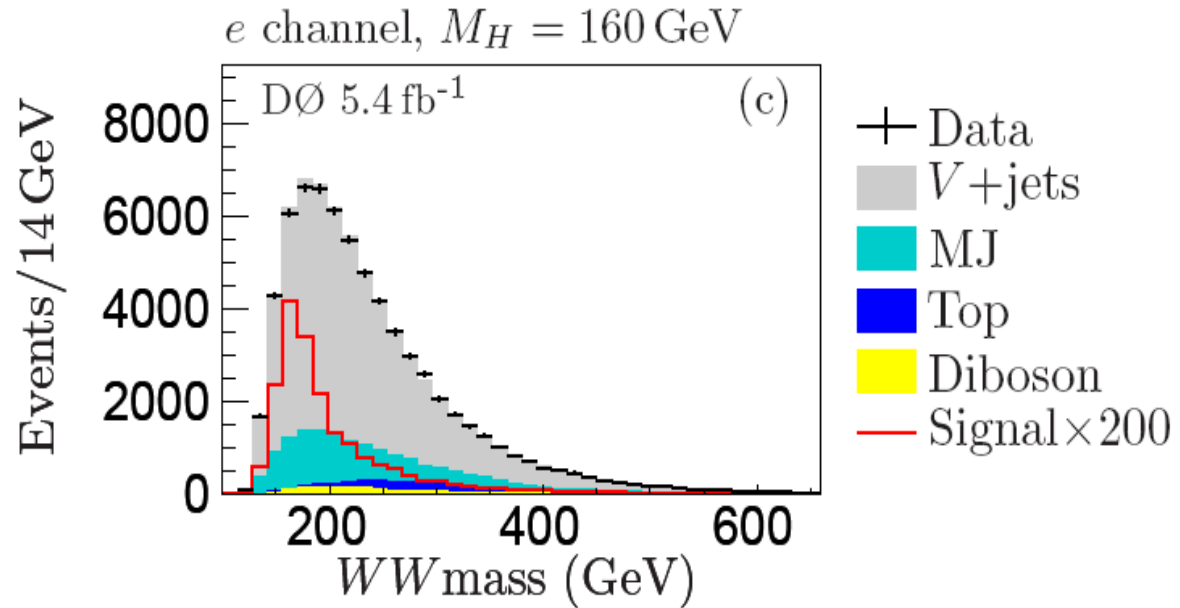 e channel, M_H = 160 GeV
DØ 5.4 fb⁻¹
(c)
Events/14 GeV
8000
6000
4000
2000
0
200
400
600
WW mass (GeV)
Data
V+jets
MJ
Top
Diboson
Signal×200